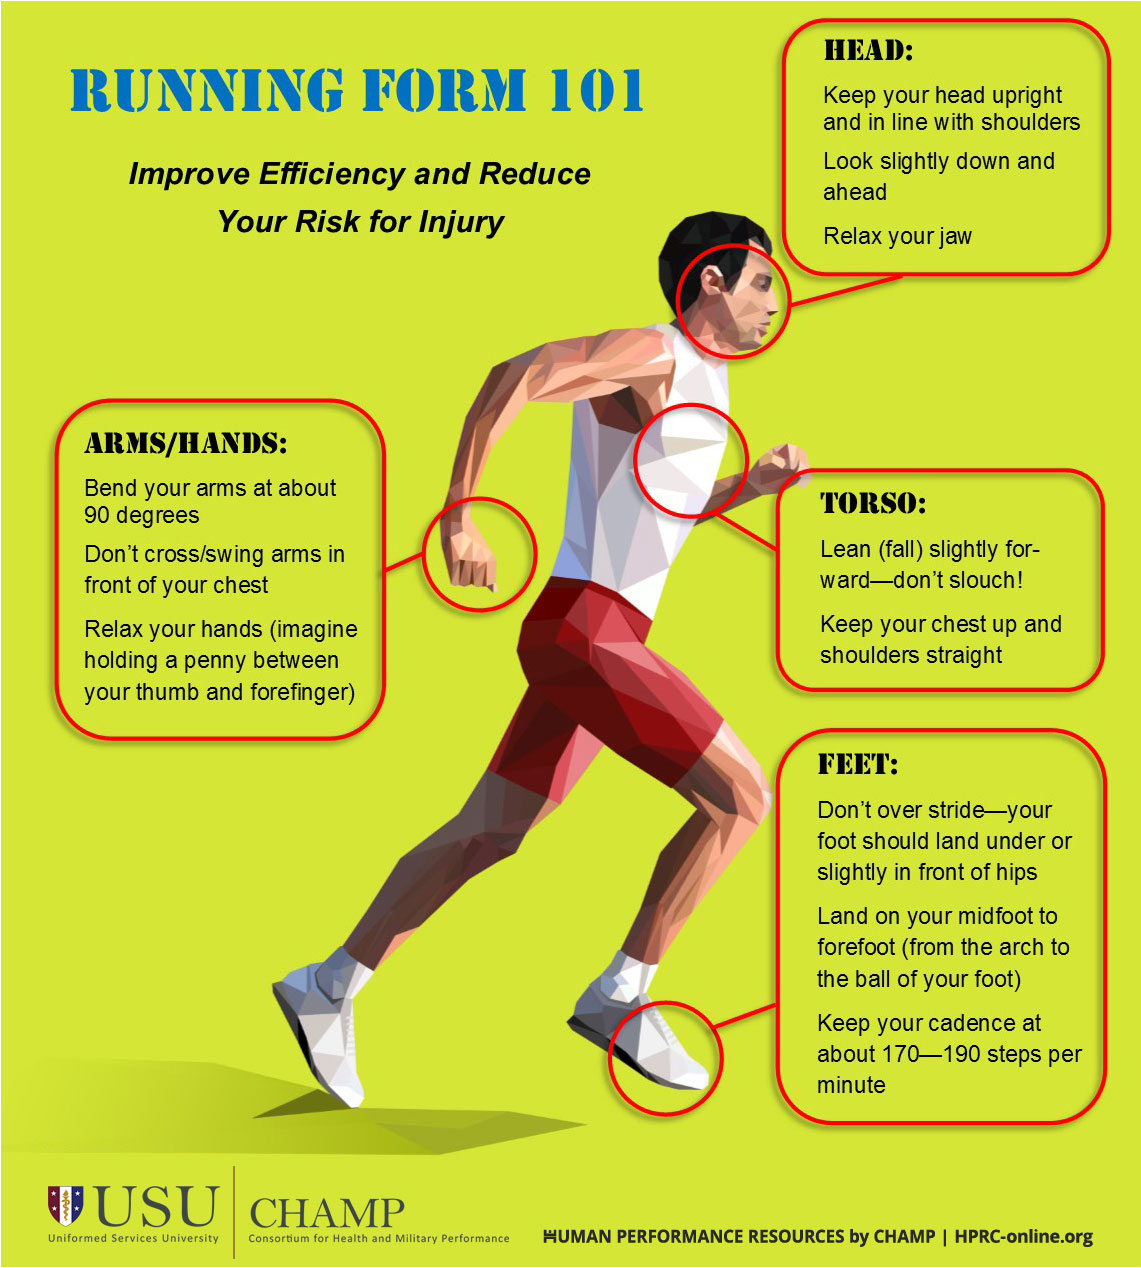 RUNNING FORM 101
Improve Efficiency and Reduce
Your Risk for Injury
HEAD:
Keep your head upright
and in line with shoulders
Look slightly down and
ahead
Relax your jaw
ARMS/HANDS:
Bend your arms at about
90 degrees
Don’t cross/swing arms in
front of your chest
Relax your hands (imagine
holding a penny between
your thumb and forefinger)
TORSO:
Lean (fall) slightly for-
ward—don’t slouch!
Keep your chest up and
shoulders straight
FEET:
Don’t over stride—your
foot should land under or
slightly in front of hips
Land on your midfoot to
forefoot (from the arch to
the ball of your foot)
Keep your cadence at
about 170—190 steps per
minute
USU
Uniformed Services University
CHAMP
Consortium for Health and Military Performance
HUMAN PERFORMANCE RESOURCES by CHAMP | HPRC-online.org